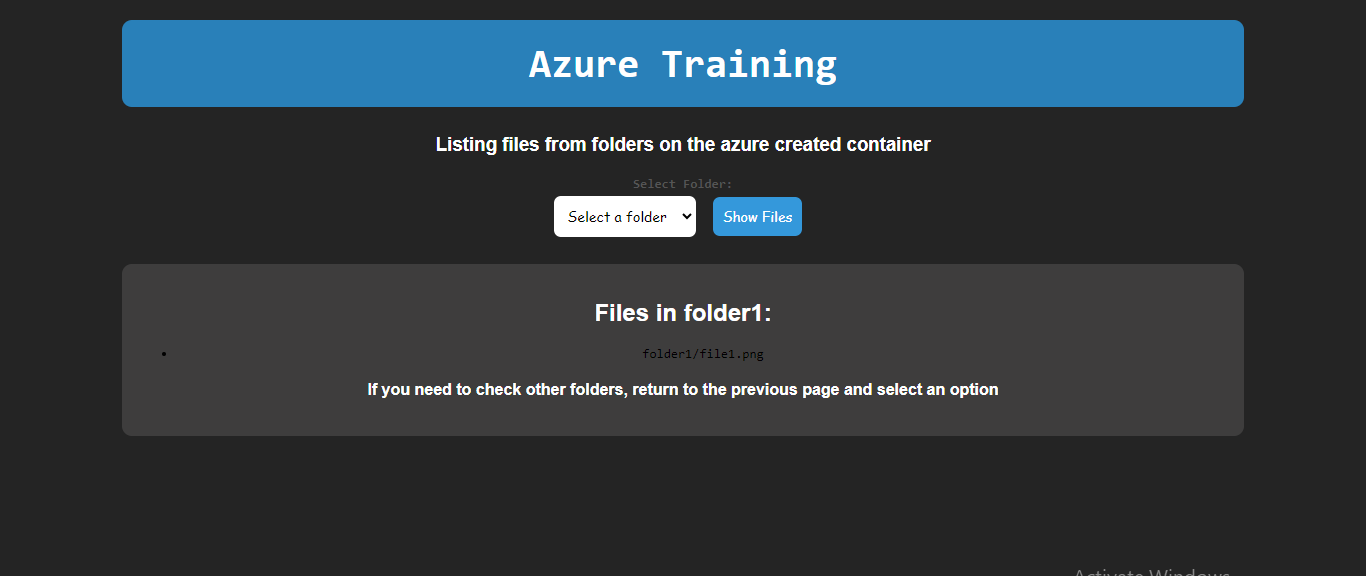 Azure Training
Listing files from folders on the azure created container
Select Folder:
Select a folder
Show Files
Files in folder1:
folder1/file1.png
If you need to check other folders, return to the previous page and select an option
Activate Windows